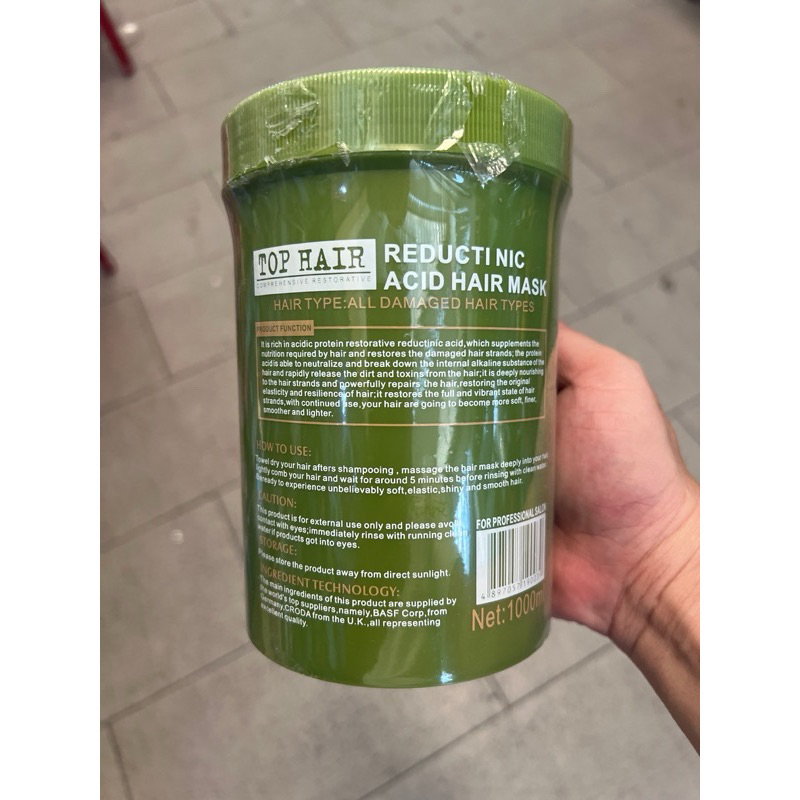 TOP HAIR
COMPREHENSIVE RESTORATIVE
REDUCTI NIC
ACID HAIR MASK
HAIR TYPE:ALL DAMAGED HAIR TYPES
PRODUCT FUNCTION
It is rich in acidic protein restorative reductinic acid,which supplements the
nutrition required by hair and restores the damaged hair strands; the protein
acid is able to neutralize and break down the internal alkaline substance of the
hair and rapidly release the dirt and toxins from the hair;it is deeply nourishing
to the hair strands and powerfully repairs the hair,restoring the original
elasticity and resilience of hair;it restores the full and vibrant state of hair
strands,with continued use,your hair are going to become more soft, finer,
smoother and lighter.
HOW TO USE:
Towel dry your hair afters shampooing , massage the hair mask deeply into your hair,
lightly comb your hair and wait for around 5 minutes before rinsing with clean water.
Be ready to experience unbelievably soft,elastic,shiny and smooth hair.
CAUTION:
This product is for external use only and please avoid
contact with eyes;immediately rinse with running clean
water if products got into eyes.
STORAGE:
Please store the product away from direct sunlight.
INGREDIENT TECHNOLOGY:
The main ingredients of this product are supplied by
the world's top suppliers,namely,BASF Corp,from
Germany,CRODA from the U.K.,all representing
excellent quality.
FOR PROFESSIONAL SALON
Net:1000ml